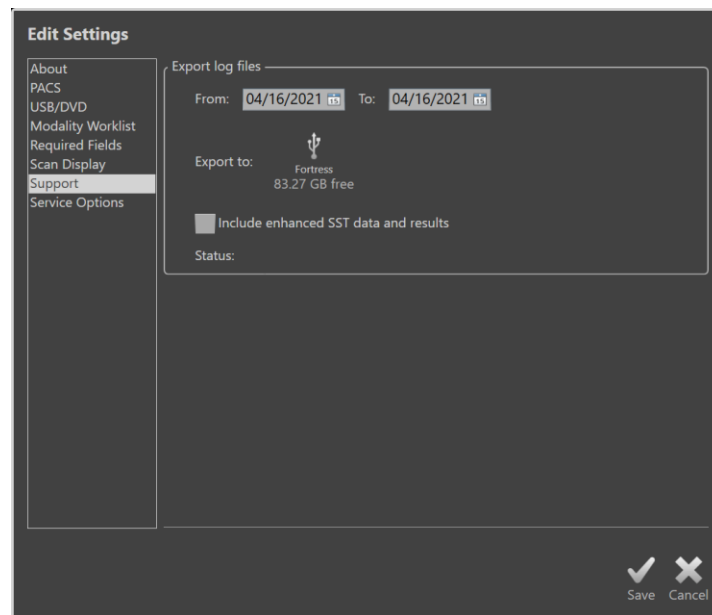 Edit Settings
About
PACS
USB/DVD
Modality Worklist
Required Fields
Scan Display
Support
Service Options
Export log files
From: 04/16/2021 15 To: 04/16/2021 15
Export to:
Fortress
83.27 GB free
Include enhanced SST data and results
Status:
Save Cancel